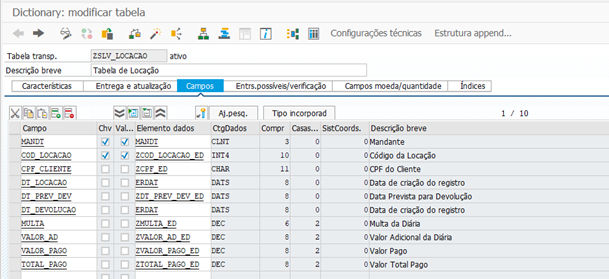 Dictionary: modificar tabela
Configurações técnicas Estrutura append...
Tabela transp. ZSLV_LOCACAO ativo
Descrição breve Tabela de Locação
Características Entrega e atualização Campos Entrs.possíveis/verificação Campos moeda/quantidade Índices
Aj.pesq. Tipo incorporad 1 / 10
Campo Chv Val... Elemento dados CtgDados Compr Casas... SistCoords. Descrição breve
MANDT MANDT CLNT 3 0 0 Mandante
COD_LOCACAO ZCOD_LOCACAO_ED INT4 10 0 0 Código da Locação
CPF_CLIENTE ZCPF_ED CHAR 11 0 0 CPF do Cliente
DT_LOCACAO ERDAT DATS 8 0 0 Data de criação do registro
DT_PREV_DEV ZDT_PREV_DEV_ED DATS 8 0 0 Data Prevista para Devolução
DT_DEVOLUCAO ERDAT DATS 8 0 0 Data de criação do registro
MULTA ZMULTA_ED DEC 6 2 0 Multa da Diária
VALOR_AD ZVALOR_AD_ED DEC 8 2 0 Valor Adicional da Diária
VALOR_PAGO ZVALOR_PAGO_ED DEC 8 2 0 Valor Pago
TOTAL_PAGO ZTOTAL_PAGO_ED DEC 8 2 0 Valor Total Pago